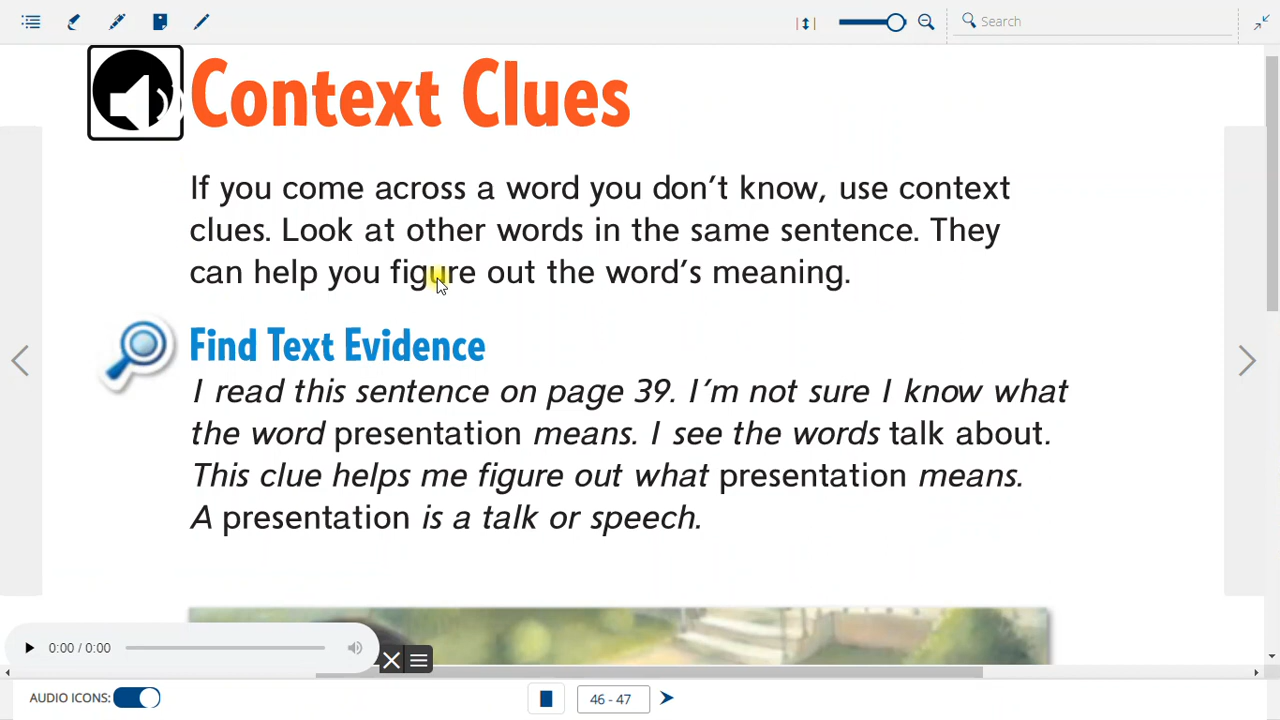 Search
Context Clues
If you come across a word you don't know, use context
clues. Look at other words in the same sentence. They
can help you figure out the word's meaning.
Find Text Evidence
I read this sentence on page 39. I'm not sure I know what
the word presentation means. I see the words talk about.
This clue helps me figure out what presentation means.
A presentation is a talk or speech.
0:00 / 0:00
AUDIO ICONS:
46 - 47